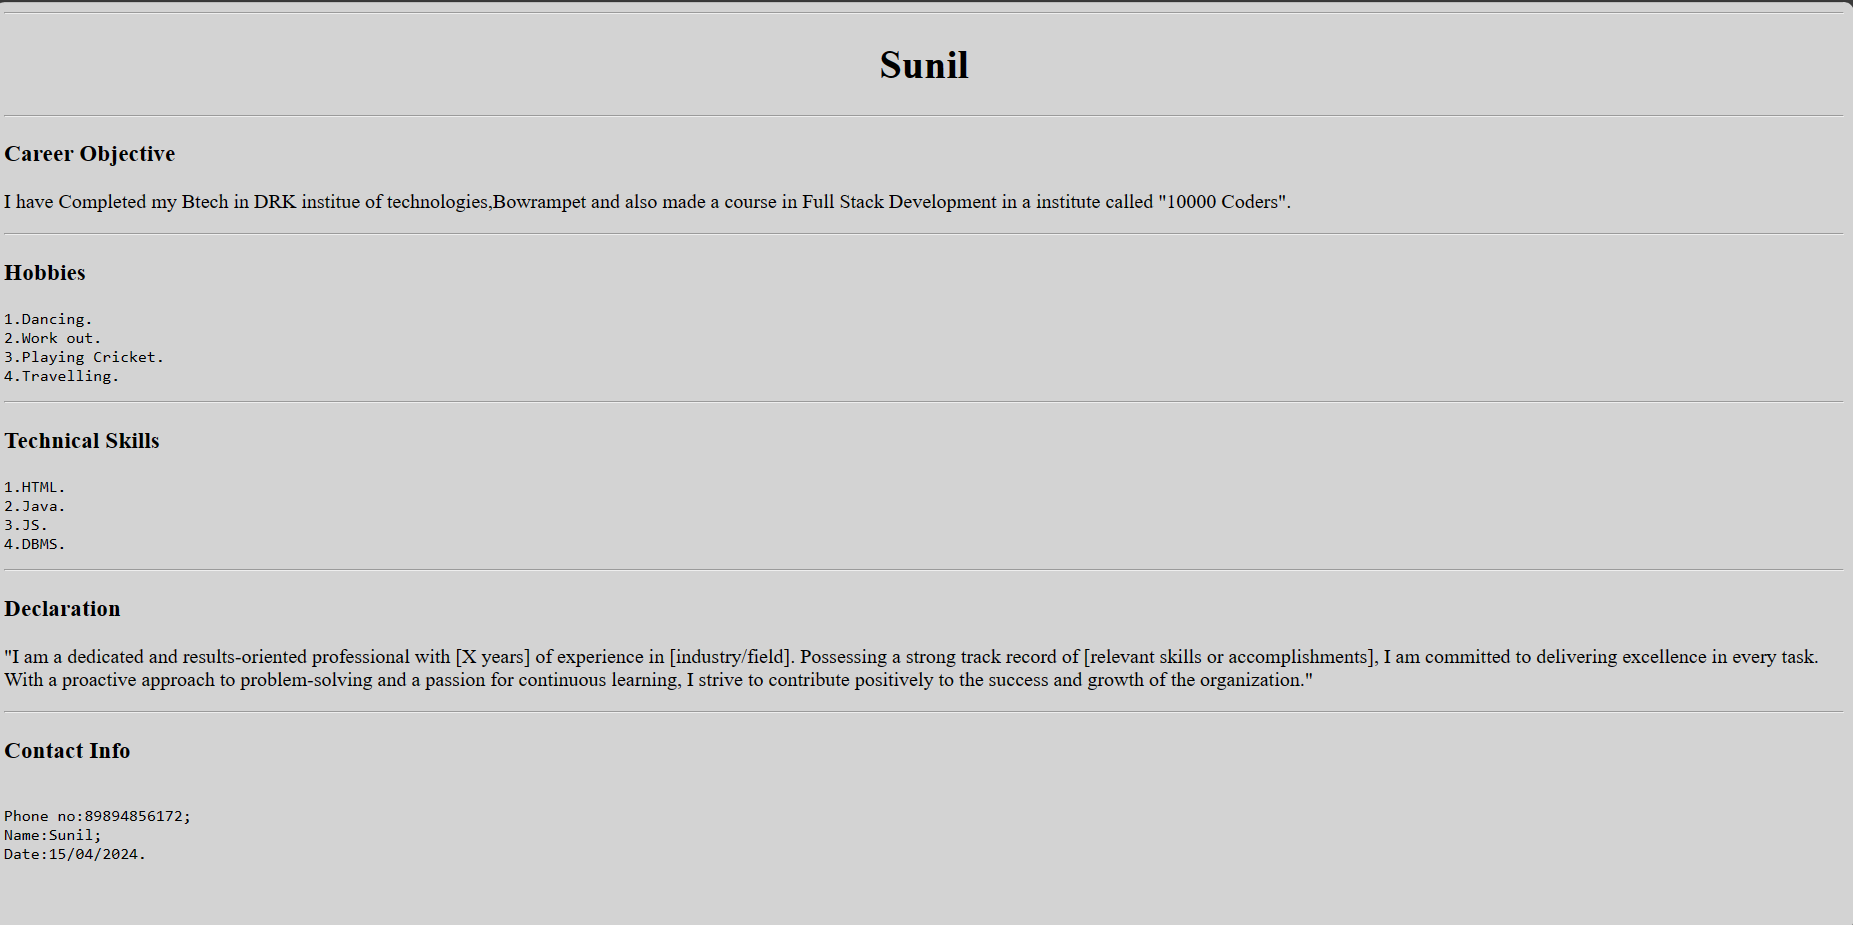 Sunil
Career Objective
I have Completed my Btech in DRK institue of technologies,Bowrampet and also made a course in Full Stack Development in a institute called "10000 Coders".
Hobbies
1.Dancing.
2.Work out.
3.Playing Cricket.
4.Travelling.
Technical Skills
1.HTML.
2.Java.
3.JS.
4.DBMS.
Declaration
"I am a dedicated and results-oriented professional with [X years] of experience in [industry/field]. Possessing a strong track record of [relevant skills or accomplishments], I am committed to delivering excellence in every task.
With a proactive approach to problem-solving and a passion for continuous learning, I strive to contribute positively to the success and growth of the organization."
Contact Info
Phone no:89894856172;
Name:Sunil;
Date:15/04/2024.